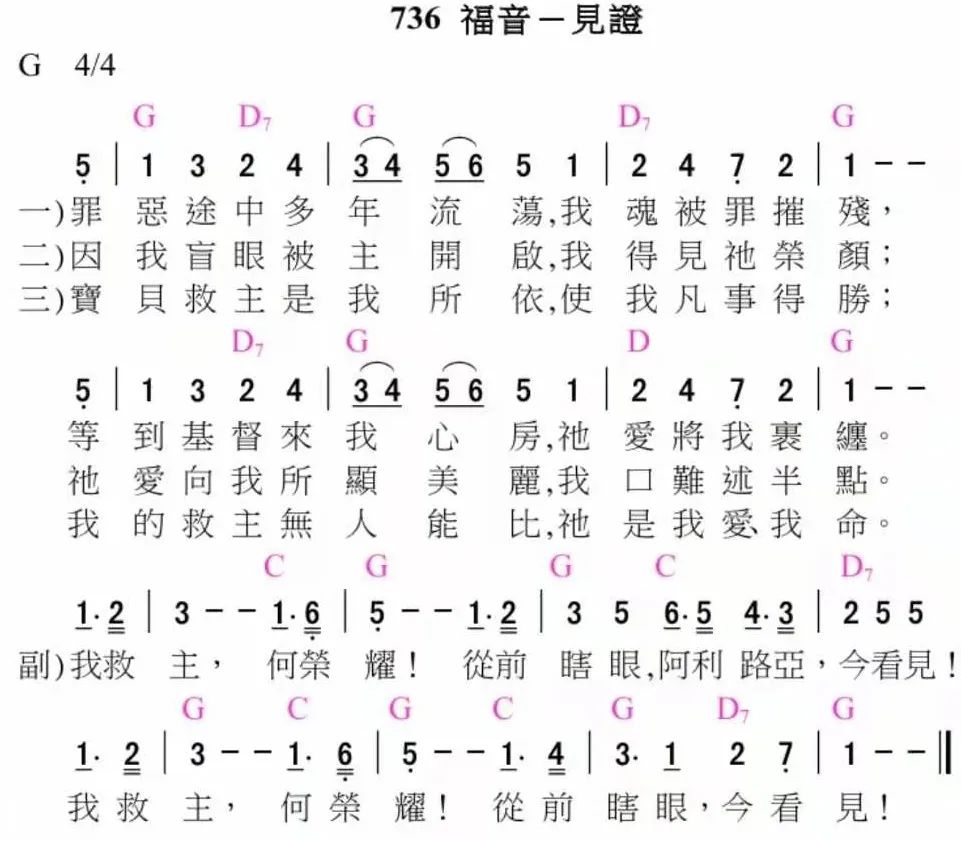 736 福音－見證
G 4/4
G D7 G D7 G
5̣ | 1 3 2 4 | 3 4 5 6 5 1 | 2 4 7̣ 2 | 1 - -
一)罪 惡 途 中 多 年 流 蕩,我 魂 被 罪 摧 殘，
二)因 我 盲 眼 被 主 開 啟,我 得 見 祂 榮 顏；
三)寶 貝 救 主 是 我 所 依,使 我 凡 事 得 勝；
D7 G D G
5̣ | 1 3 2 4 | 3 4 5 6 5 1 | 2 4 7̣ 2 | 1 - -
等 到 基 督 來 我 心 房,祂 愛 將 我 裹 纏。
祂 愛 向 我 所 顯 美 麗,我 口 難 述 半 點。
我 的 救 主 無 人 能 比,祂 是 我 愛、我 命。
C G G C D7
1· 2 | 3 - - 1· 6̣ | 5̣ - - 1· 2 | 3 5 6· 5 4· 3 | 2 5 5
副)我救 主， 何榮 耀！ 從前 瞎 眼,阿利 路亞，今看見！
G C G C G D7 G
1· 2 | 3 - - 1· 6̣ | 5̣ - - 1· 4 | 3· 1 2 7̣ | 1 - - ‖
我 救 主， 何 榮 耀！ 從 前 瞎 眼，今 看 見！